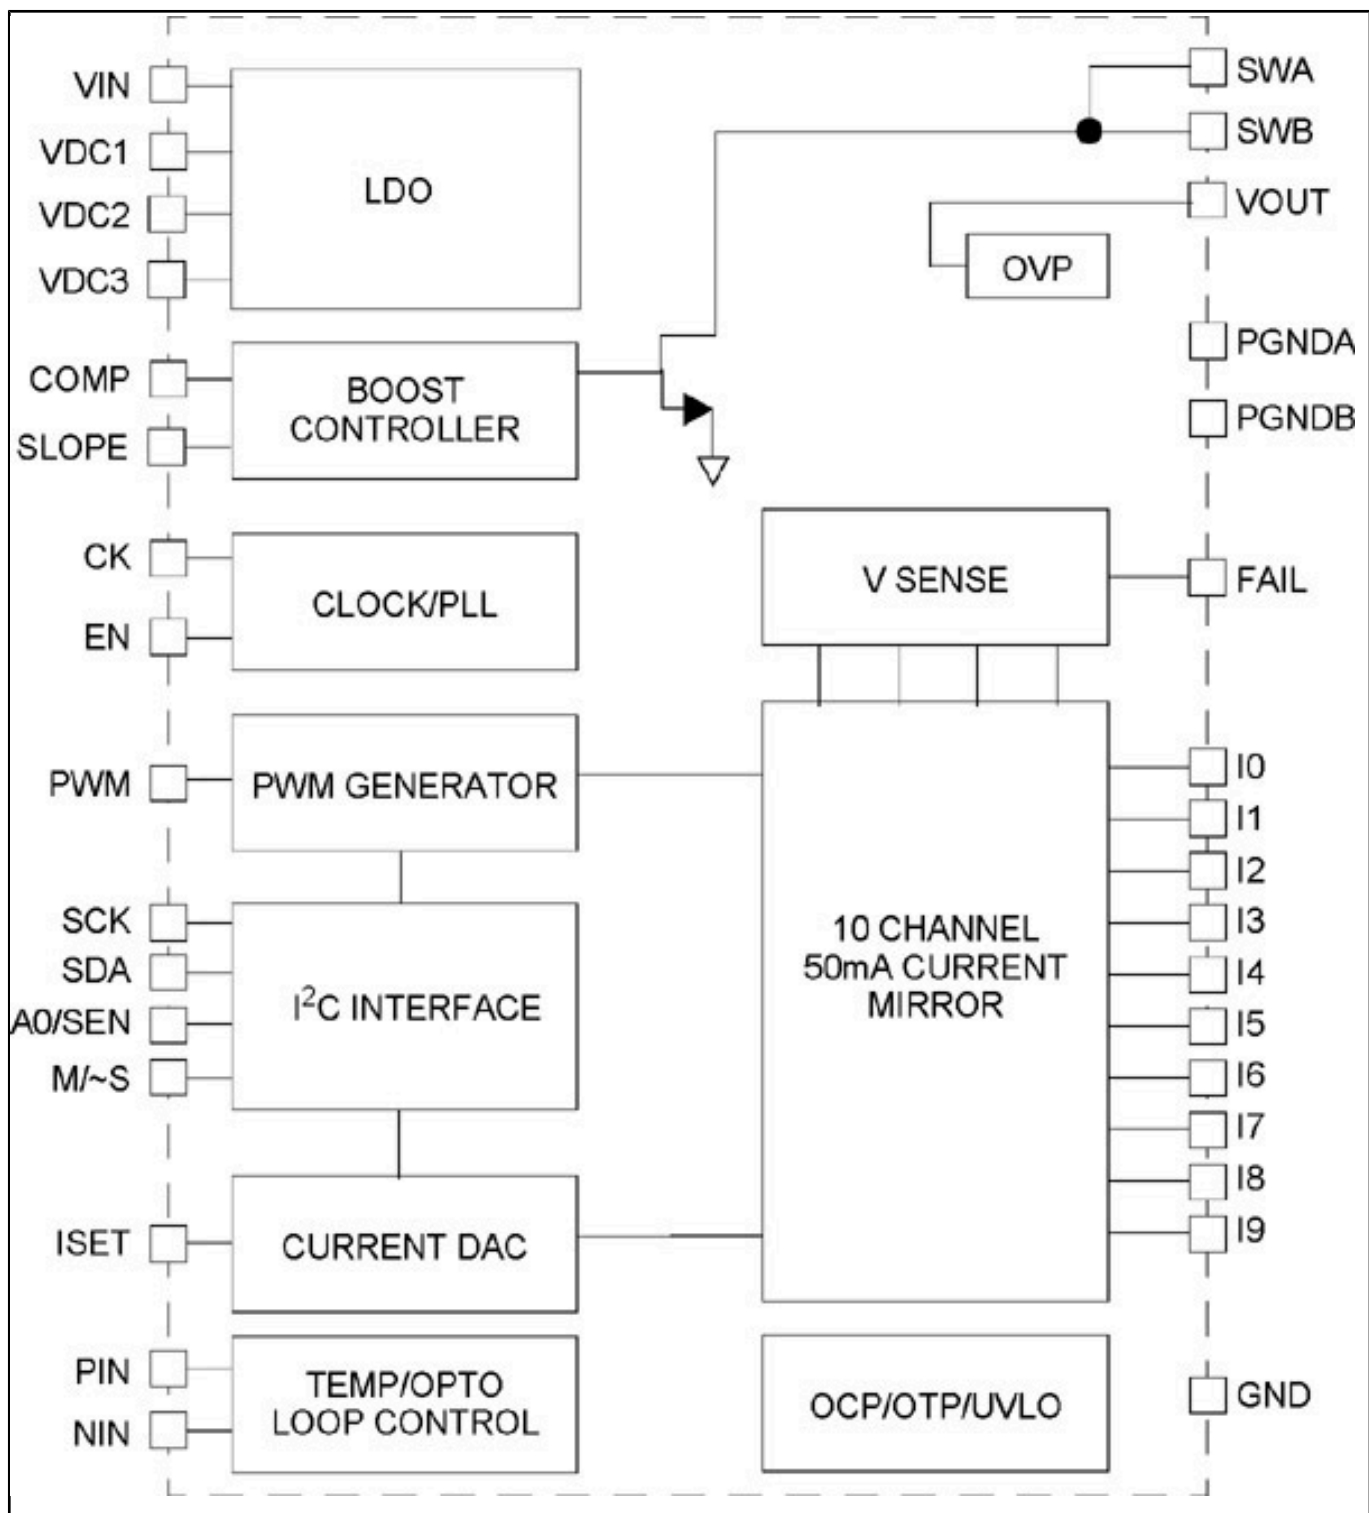 VIN
VDC1
VDC2
VDC3
LDO
SWA
SWB
VOUT
OVP
PGNDA
PGNDB
COMP
SLOPE
BOOST
CONTROLLER
CK
EN
CLOCK/PLL
V SENSE
FAIL
PWM
PWM GENERATOR
SCK
SDA
A0/SEN
M/~S
I²C INTERFACE
10 CHANNEL
50mA CURRENT
MIRROR
I0
I1
I2
I3
I4
I5
I6
I7
I8
I9
ISET
CURRENT DAC
PIN
NIN
TEMP/OPTO
LOOP CONTROL
OCP/OTP/UVLO
GND